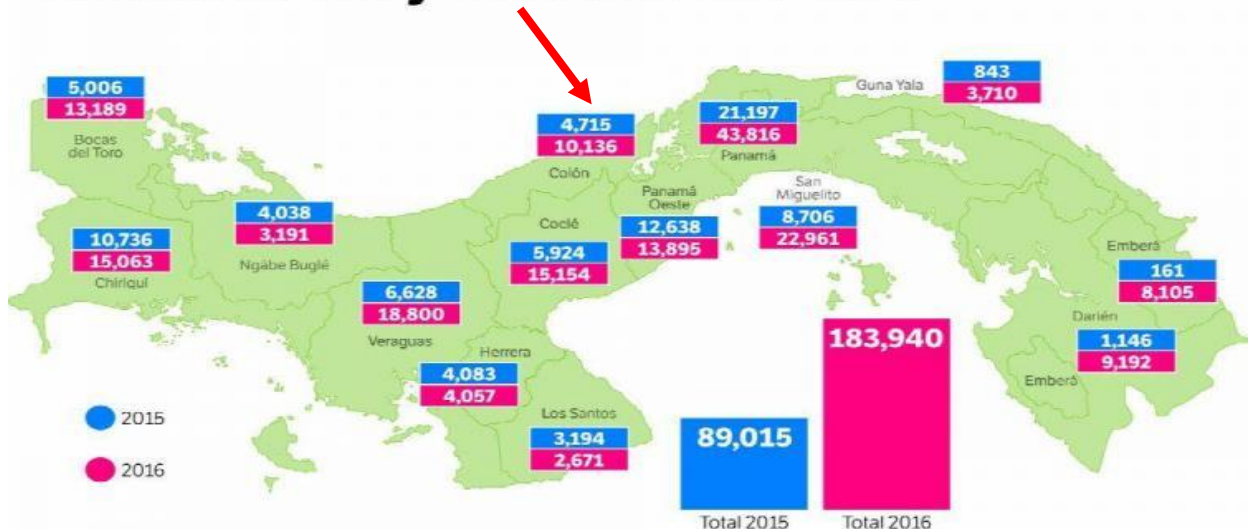 843
3,710
Guna Yala
5,006
13,189
Bocas
del Toro
4,715
10,136
Colón
21,197
43,816
Panamá
San
Miguelito
8,706
22,961
Panamá
Oeste
12,638
13,895
4,038
3,191
Ngäbe Buglé
10,736
15,063
Chiriquí
Coclé
5,924
15,154
6,628
18,800
Veraguas
Herrera
4,083
4,057
Los Santos
3,194
2,671
Emberá
161
8,105
Darién
1,146
9,192
Emberá
2015
2016
89,015
Total 2015
183,940
Total 2016